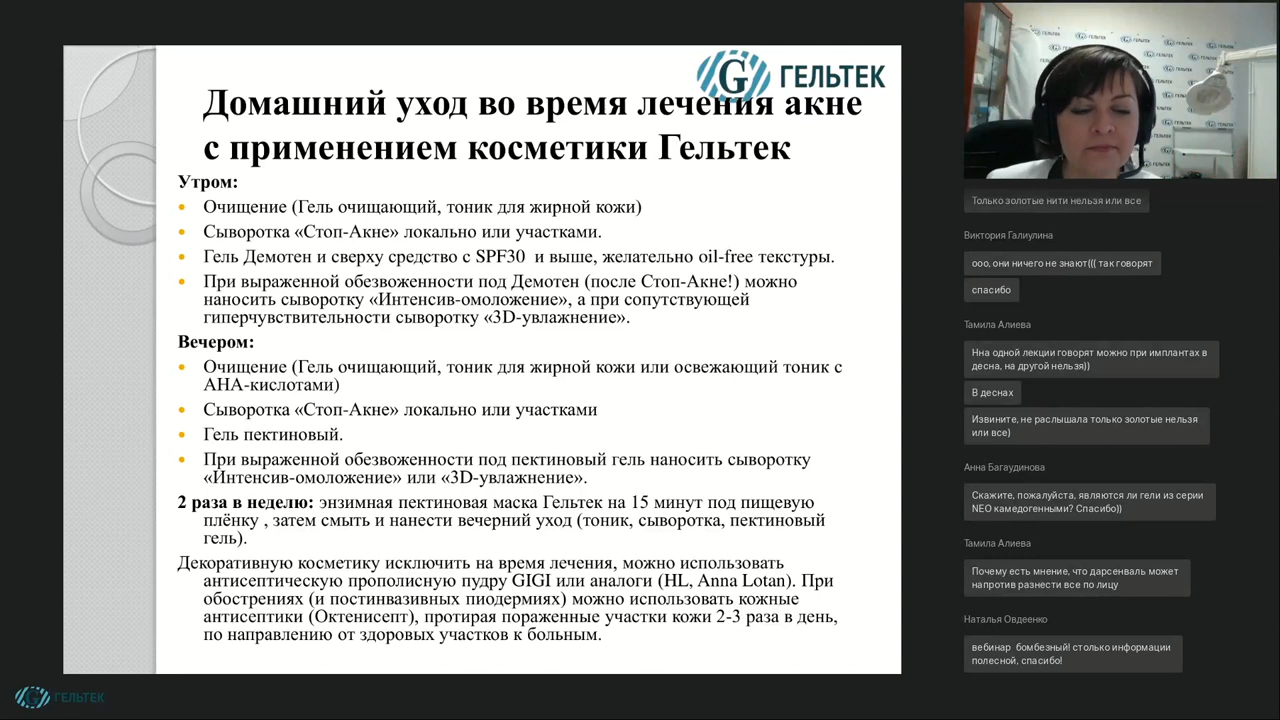 ГЕЛЬТЕК
Домашний уход во время лечения акне
с применением косметики Гельтек
Утром:
Очищение (Гель очищающий, тоник для жирной кожи)
Сыворотка «Стоп-Акне» локально или участками.
Гель Демотен и сверху средство с SPF30 и выше, желательно oil-free текстуры.
При выраженной обезвоженности под Демотен (после Стоп-Акне!) можно
наносить сыворотку «Интенсив-омоложение», а при сопутствующей
гиперчувствительности сыворотку «3D-увлажнение».
Вечером:
Очищение (Гель очищающий, тоник для жирной кожи или освежающий тоник с
АНА-кислотами)
Сыворотка «Стоп-Акне» локально или участками
Гель пектиновый.
При выраженной обезвоженности под пектиновый гель наносить сыворотку
«Интенсив-омоложение» или «3D-увлажнение».
2 раза в неделю: энзимная пектиновая маска Гельтек на 15 минут под пищевую
плёнку , затем смыть и нанести вечерний уход (тоник, сыворотка, пектиновый
гель).
Декоративную косметику исключить на время лечения, можно использовать
антисептическую прополисную пудру GIGI или аналоги (HL, Anna Lotan). При
обострениях (и постинвазивных пиодермиях) можно использовать кожные
антисептики (Октенисепт), протирая пораженные участки кожи 2-3 раза в день,
по направлению от здоровых участков к больным.
ГЕЛЬТЕК
Только золотые нити нельзя или все
Виктория Галиулина
ооо, они ничего не знают((( так говорят
спасибо
Тамила Алиева
Нна одной лекции говорят можно при имплантах в
десна, на другой нельзя))
В деснах
Извините, не распышала только золотые нельзя
или все)
Анна Багаудинова
Скажите, пожалуйста, являются ли гели из серии
NEO камедогенными? Спасибо))
Тамила Алиева
Почему есть мнение, что дарсенваль может
напротив разнести все по лицу
Наталья Овдеенко
вебинар бомбезный! столько информации
полесной, спасибо!